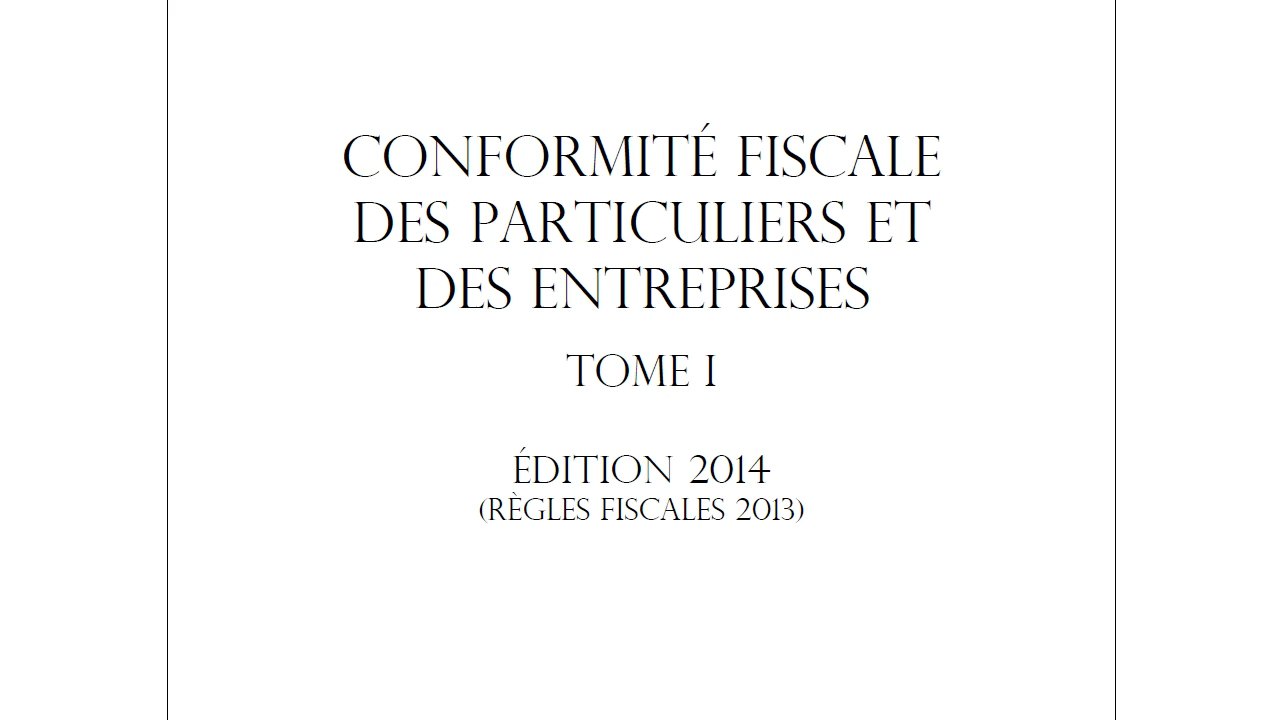 CONFORMITÉ FISCALE
DES PARTICULIERS ET
DES ENTREPRISES
TOME I
ÉDITION 2014
(RÈGLES FISCALES 2013)